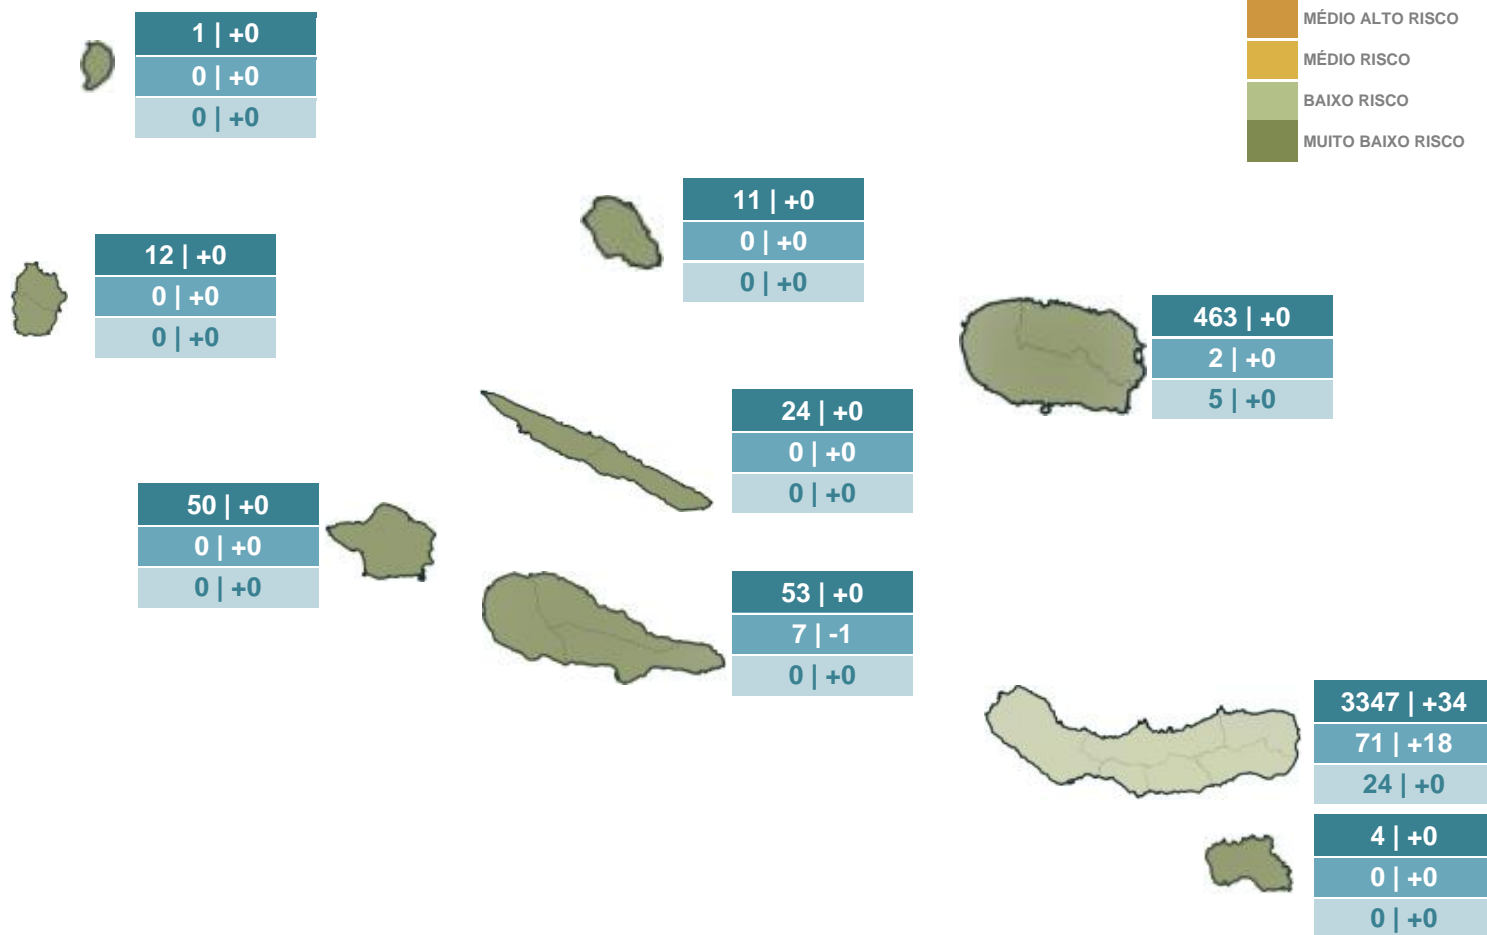 1 | +0
0 | +0
0 | +0
MÉDIO ALTO RISCO
MÉDIO RISCO
BAIXO RISCO
MUITO BAIXO RISCO
11 | +0
0 | +0
0 | +0
12 | +0
0 | +0
0 | +0
463 | +0
2 | +0
5 | +0
24 | +0
0 | +0
0 | +0
50 | +0
0 | +0
0 | +0
53 | +0
7 | -1
0 | +0
3347 | +34
71 | +18
24 | +0
4 | +0
0 | +0
0 | +0